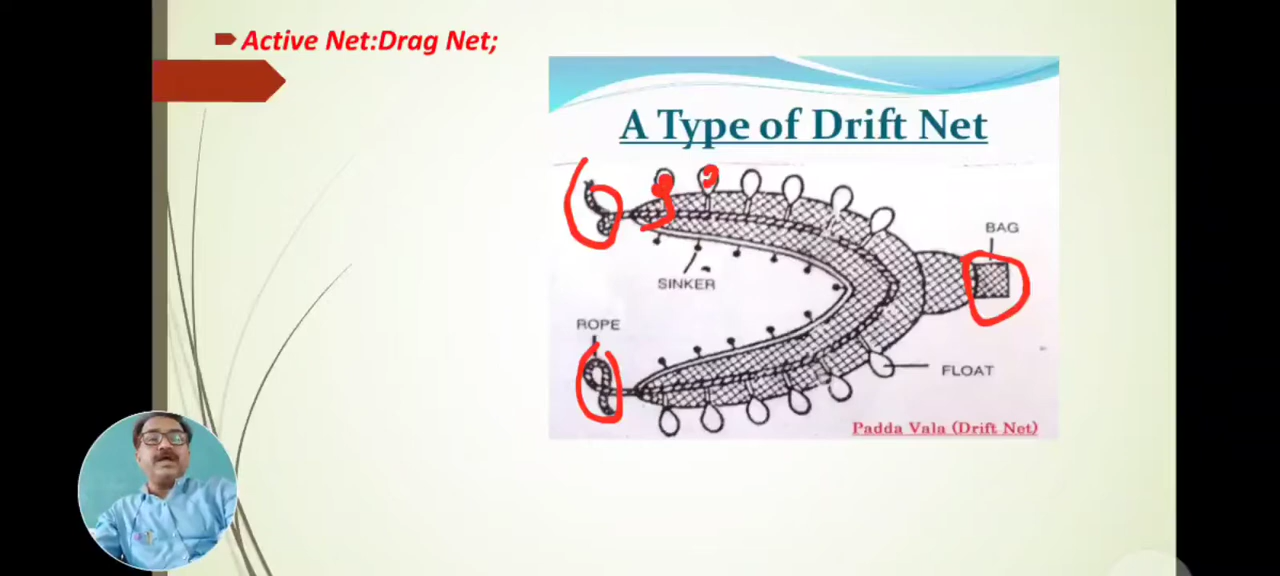 Active Net:Drag Net;
A Type of Drift Net
BAG
SINKER
ROPE
FLOAT
Padda Vala (Drift Net)